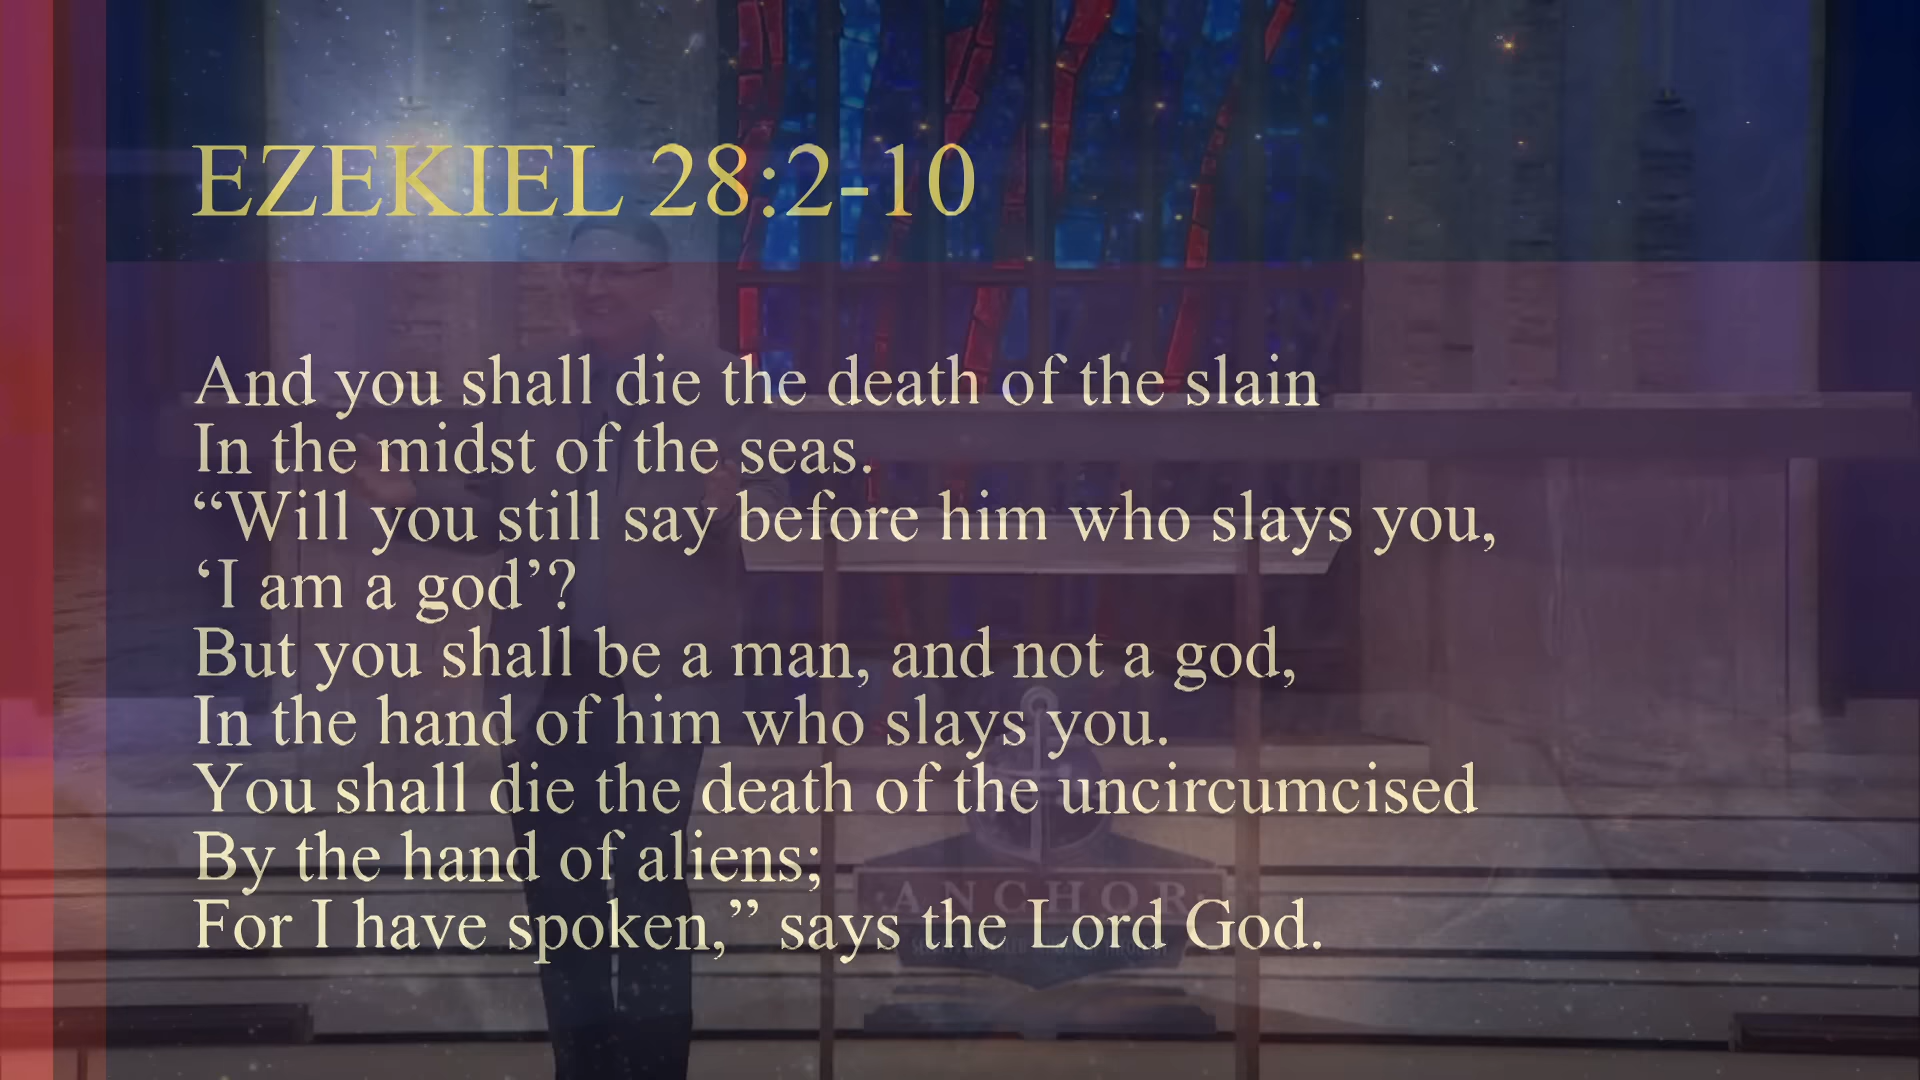 EZEKIEL 28:2-10
And you shall die the death of the slain
In the midst of the seas.
“Will you still say before him who slays you,
‘I am a god’?
But you shall be a man, and not a god,
In the hand of him who slays you.
You shall die the death of the uncircumcised
By the hand of aliens;
For I have spoken,” says the Lord God.
ANCHOR